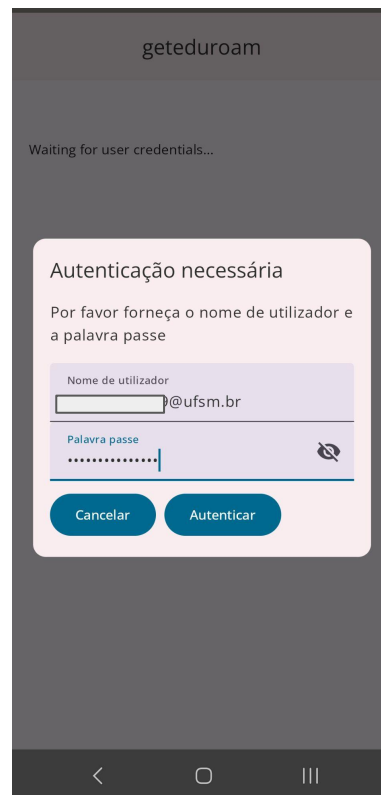 geteduroam
Waiting for user credentials...
Autenticação necessária
Por favor forneça o nome de utilizador e
a palavra passe
Nome de utilizador
@ufsm.br
Palavra passe
•••••••••••••••
Cancelar
Autenticar